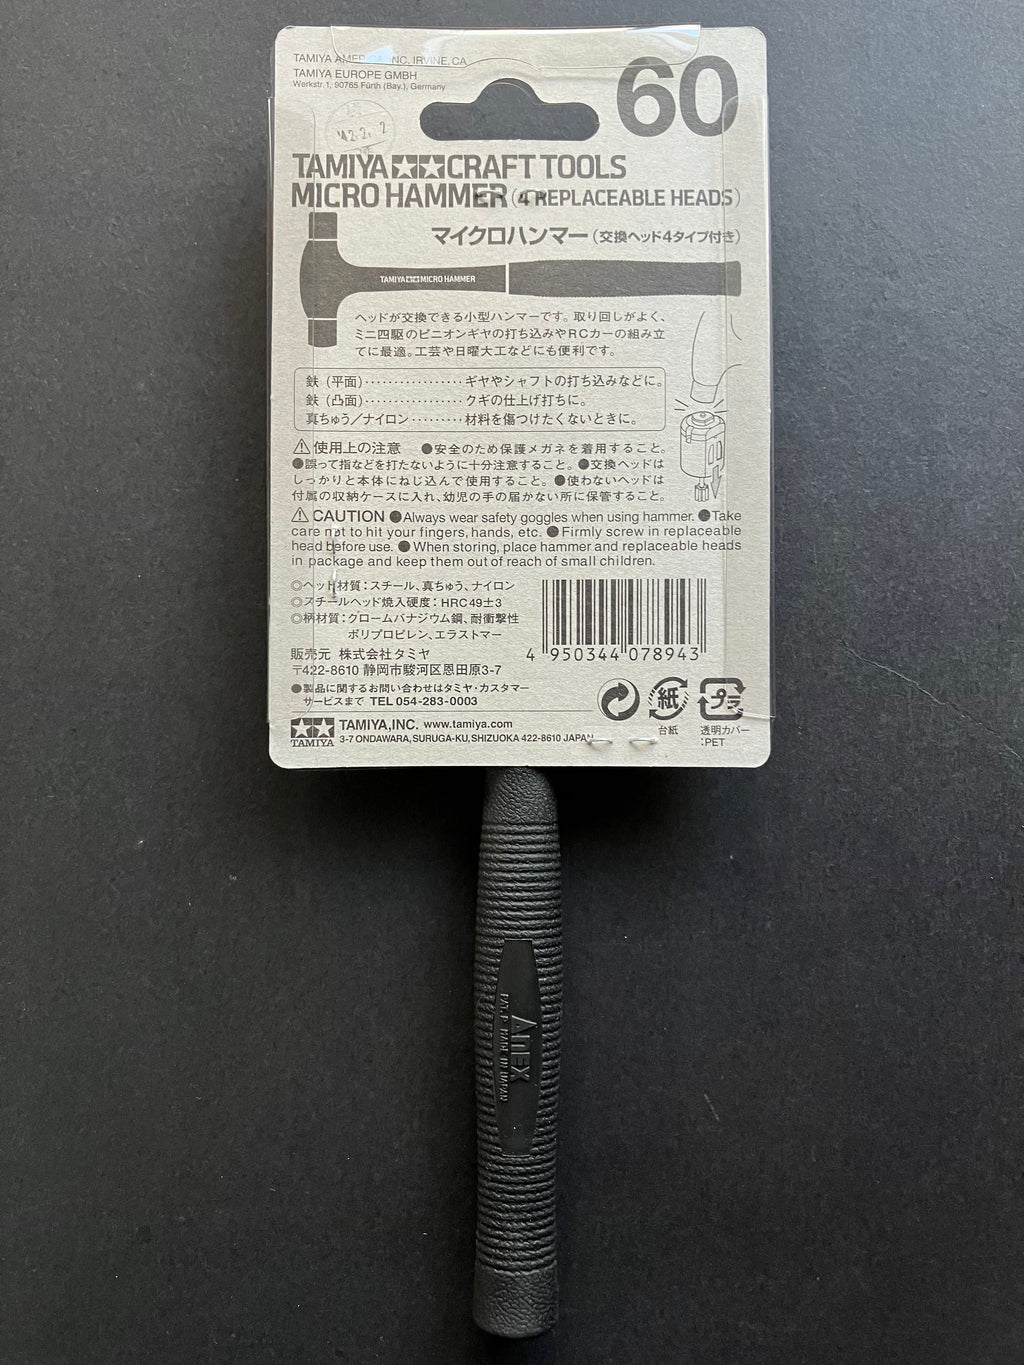 TAMIYA AMERICA, INC. IRVINE, CA
TAMIYA EUROPE GMBH
Werkstr.1, 90765 Fürth (Bay.), Germany
60
TAMIYA CRAFT TOOLS
MICRO HAMMER (4 REPLACEABLE HEADS)
マイクロハンマー(交換ヘッド4タイプ付き)
TAMIYA MICRO HAMMER
ヘッドが交換できる小型ハンマーです。取り回しがよく、
ミニ四駆のピニオンギヤの打ち込みやRCカーの組み立
てに最適。工芸や日曜大工などにも便利です。
鉄(平面)·················ギヤやシャフトの打ち込みなどに。
鉄(凸面)·················クギの仕上げ打ちに。
真ちゅう/ナイロン·········材料を傷つけたくないときに。
⚠使用上の注意 ●安全のため保護メガネを着用すること。
●誤って指などを打たないように十分注意すること。●交換ヘッドは
しっかりと本体にねじ込んで使用すること。●使わないヘッドは
付属の収納ケースに入れ、幼児の手の届かない所に保管すること。
⚠CAUTION ●Always wear safety goggles when using hammer. ●Take
care not to hit your fingers, hands, etc. ●Firmly screw in replaceable
head before use. ●When storing, place hammer and replaceable heads
in package and keep them out of reach of small children.
◎ヘッド材質：スチール、真ちゅう、ナイロン
◎スチールヘッド焼入硬度：HRC49±3
◎柄材質：クロームバナジウム鋼、耐衝撃性
ポリプロピレン、エラストマー
4 950344 078943
販売元 株式会社タミヤ
〒422-8610 静岡市駿河区恩田原3-7
●製品に関するお問い合わせはタミヤ・カスタマー
サービスまで TEL 054-283-0003
紙
台紙
プラ
透明カバー
:PET
TAMIYA
TAMIYA,INC. www.tamiya.com
3-7 ONDAWARA, SURUGA-KU, SHIZUOKA 422-8610 JAPAN
ANEX
PAT.P. MADE IN JAPAN